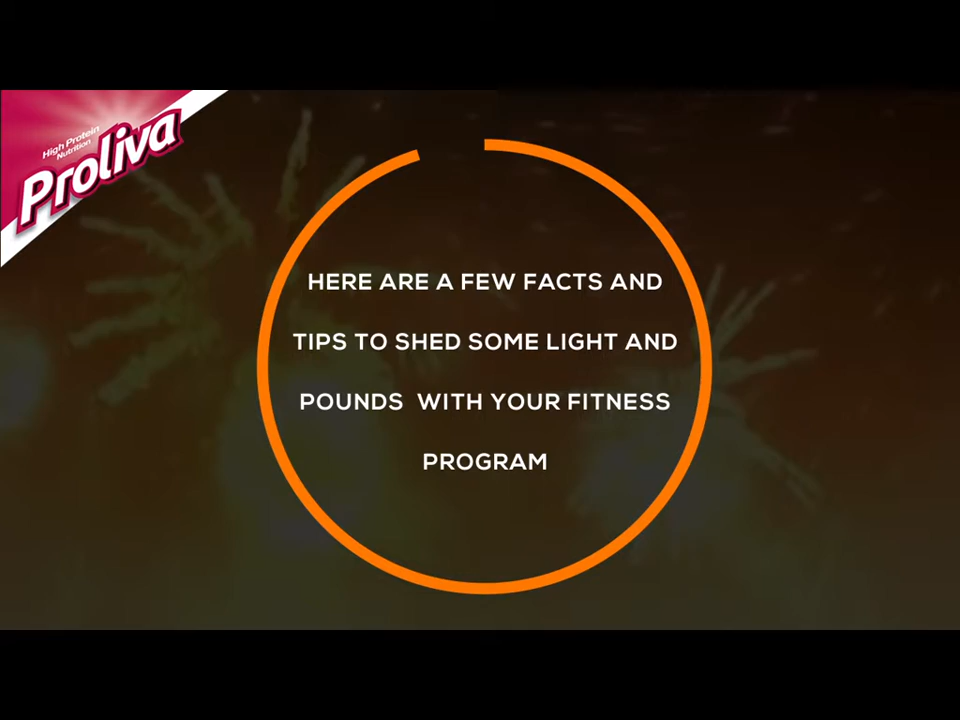 High Protein
Nutrition
Proliva
HERE ARE A FEW FACTS AND
TIPS TO SHED SOME LIGHT AND
POUNDS WITH YOUR FITNESS
PROGRAM